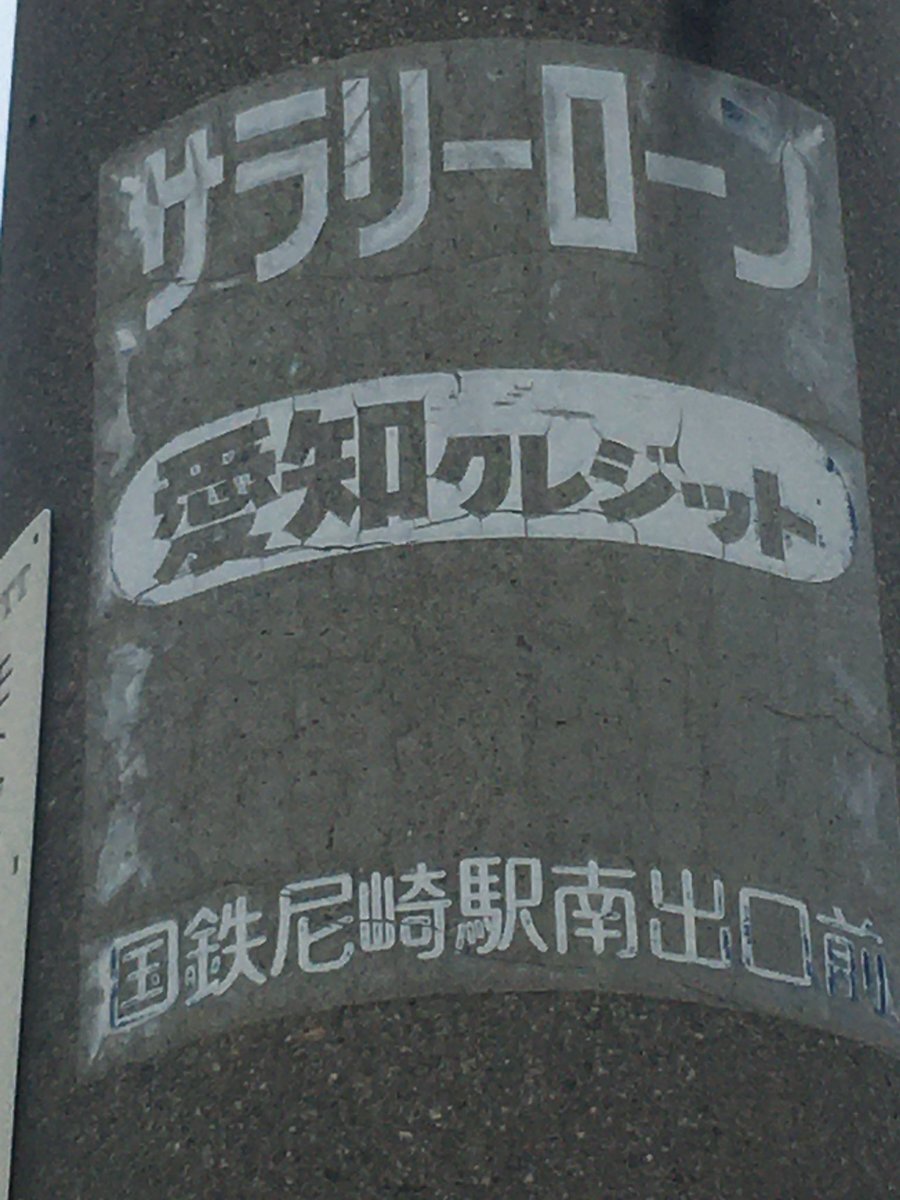 サラリーローン
愛知クレジット
国鉄尼崎駅南出口前